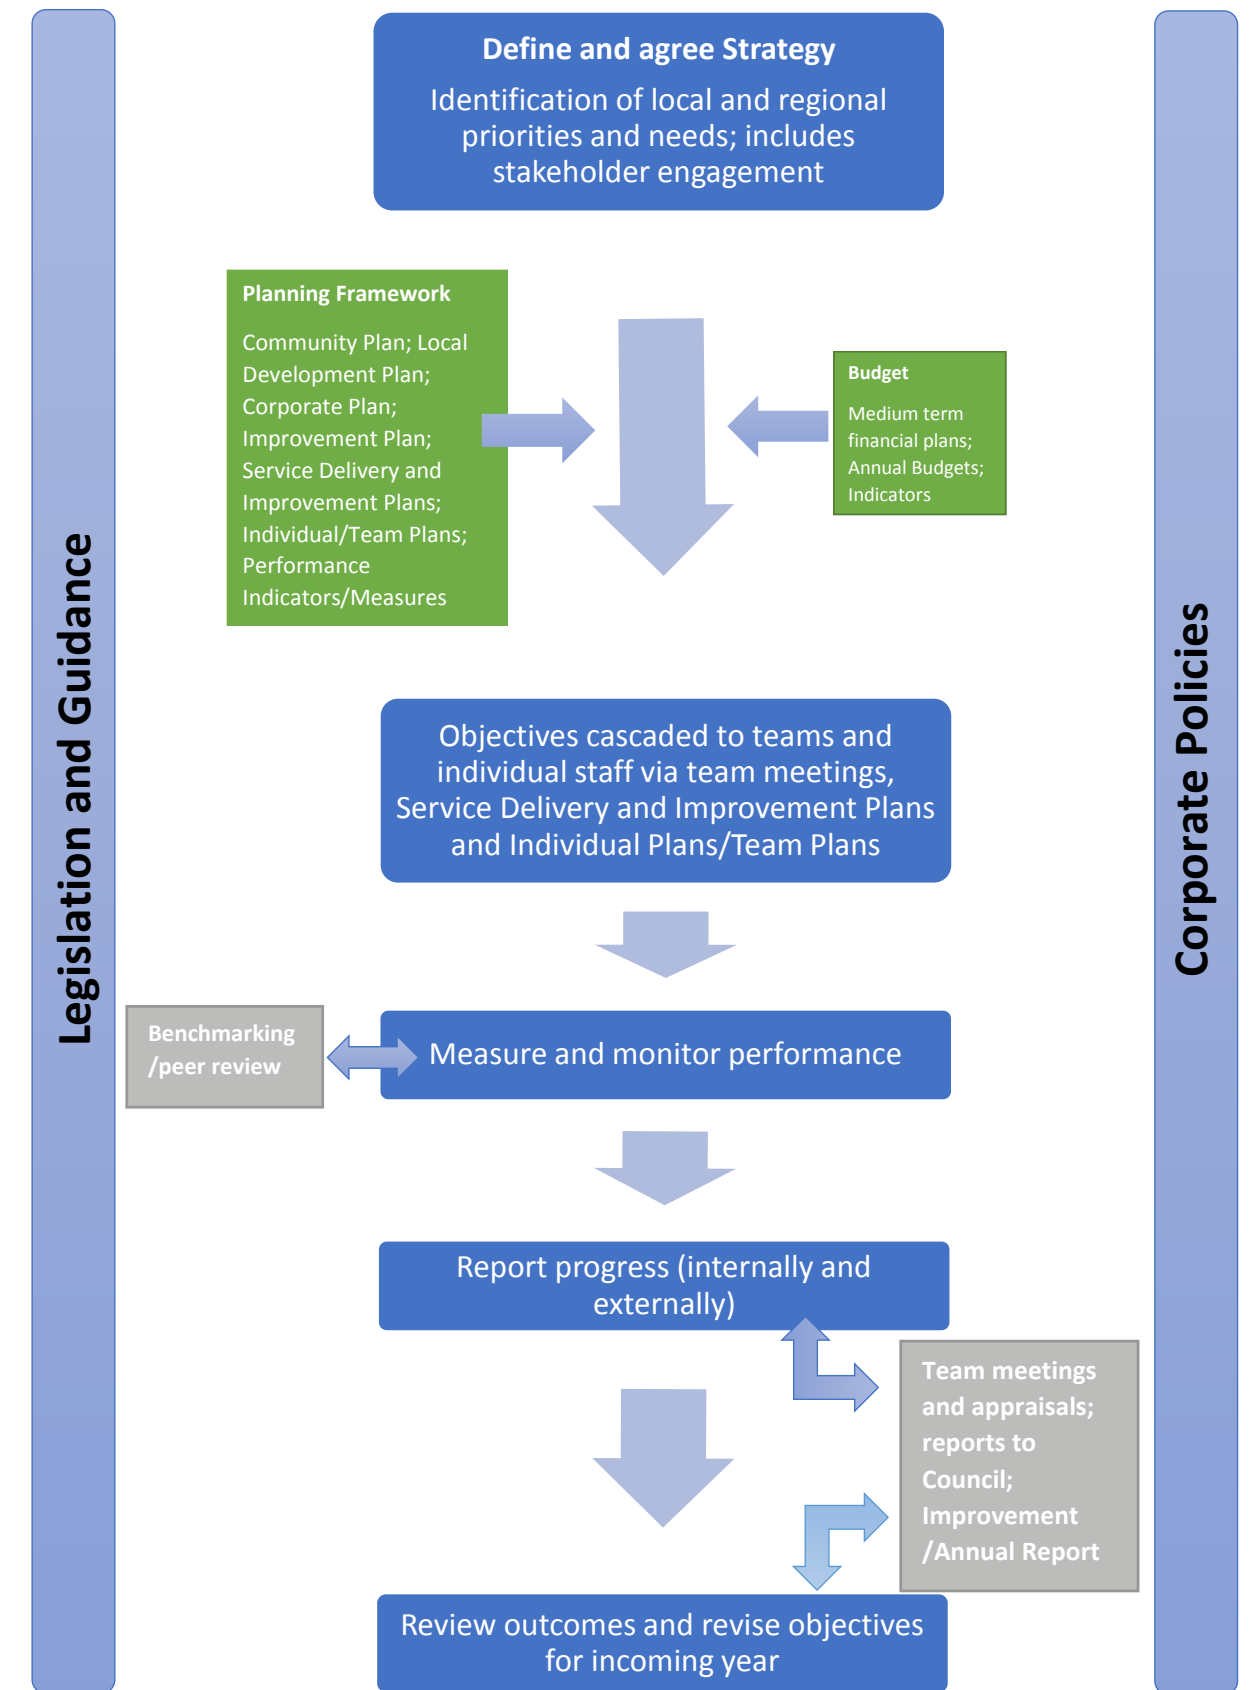 Define and agree Strategy
Identification of local and regional
priorities and needs; includes
stakeholder engagement
Planning Framework
Community Plan; Local
Development Plan;
Corporate Plan;
Improvement Plan;
Service Delivery and
Improvement Plans;
Individual/Team Plans;
Performance
Indicators/Measures
Budget
Medium term
financial plans;
Annual Budgets;
Indicators
Legislation and Guidance
Corporate Policies
Objectives cascaded to teams and
individual staff via team meetings,
Service Delivery and Improvement Plans
and Individual Plans/Team Plans
Benchmarking
/peer review
Measure and monitor performance
Report progress (internally and
externally)
Team meetings
and appraisals;
reports to
Council;
Improvement
/Annual Report
Review outcomes and revise objectives
for incoming year